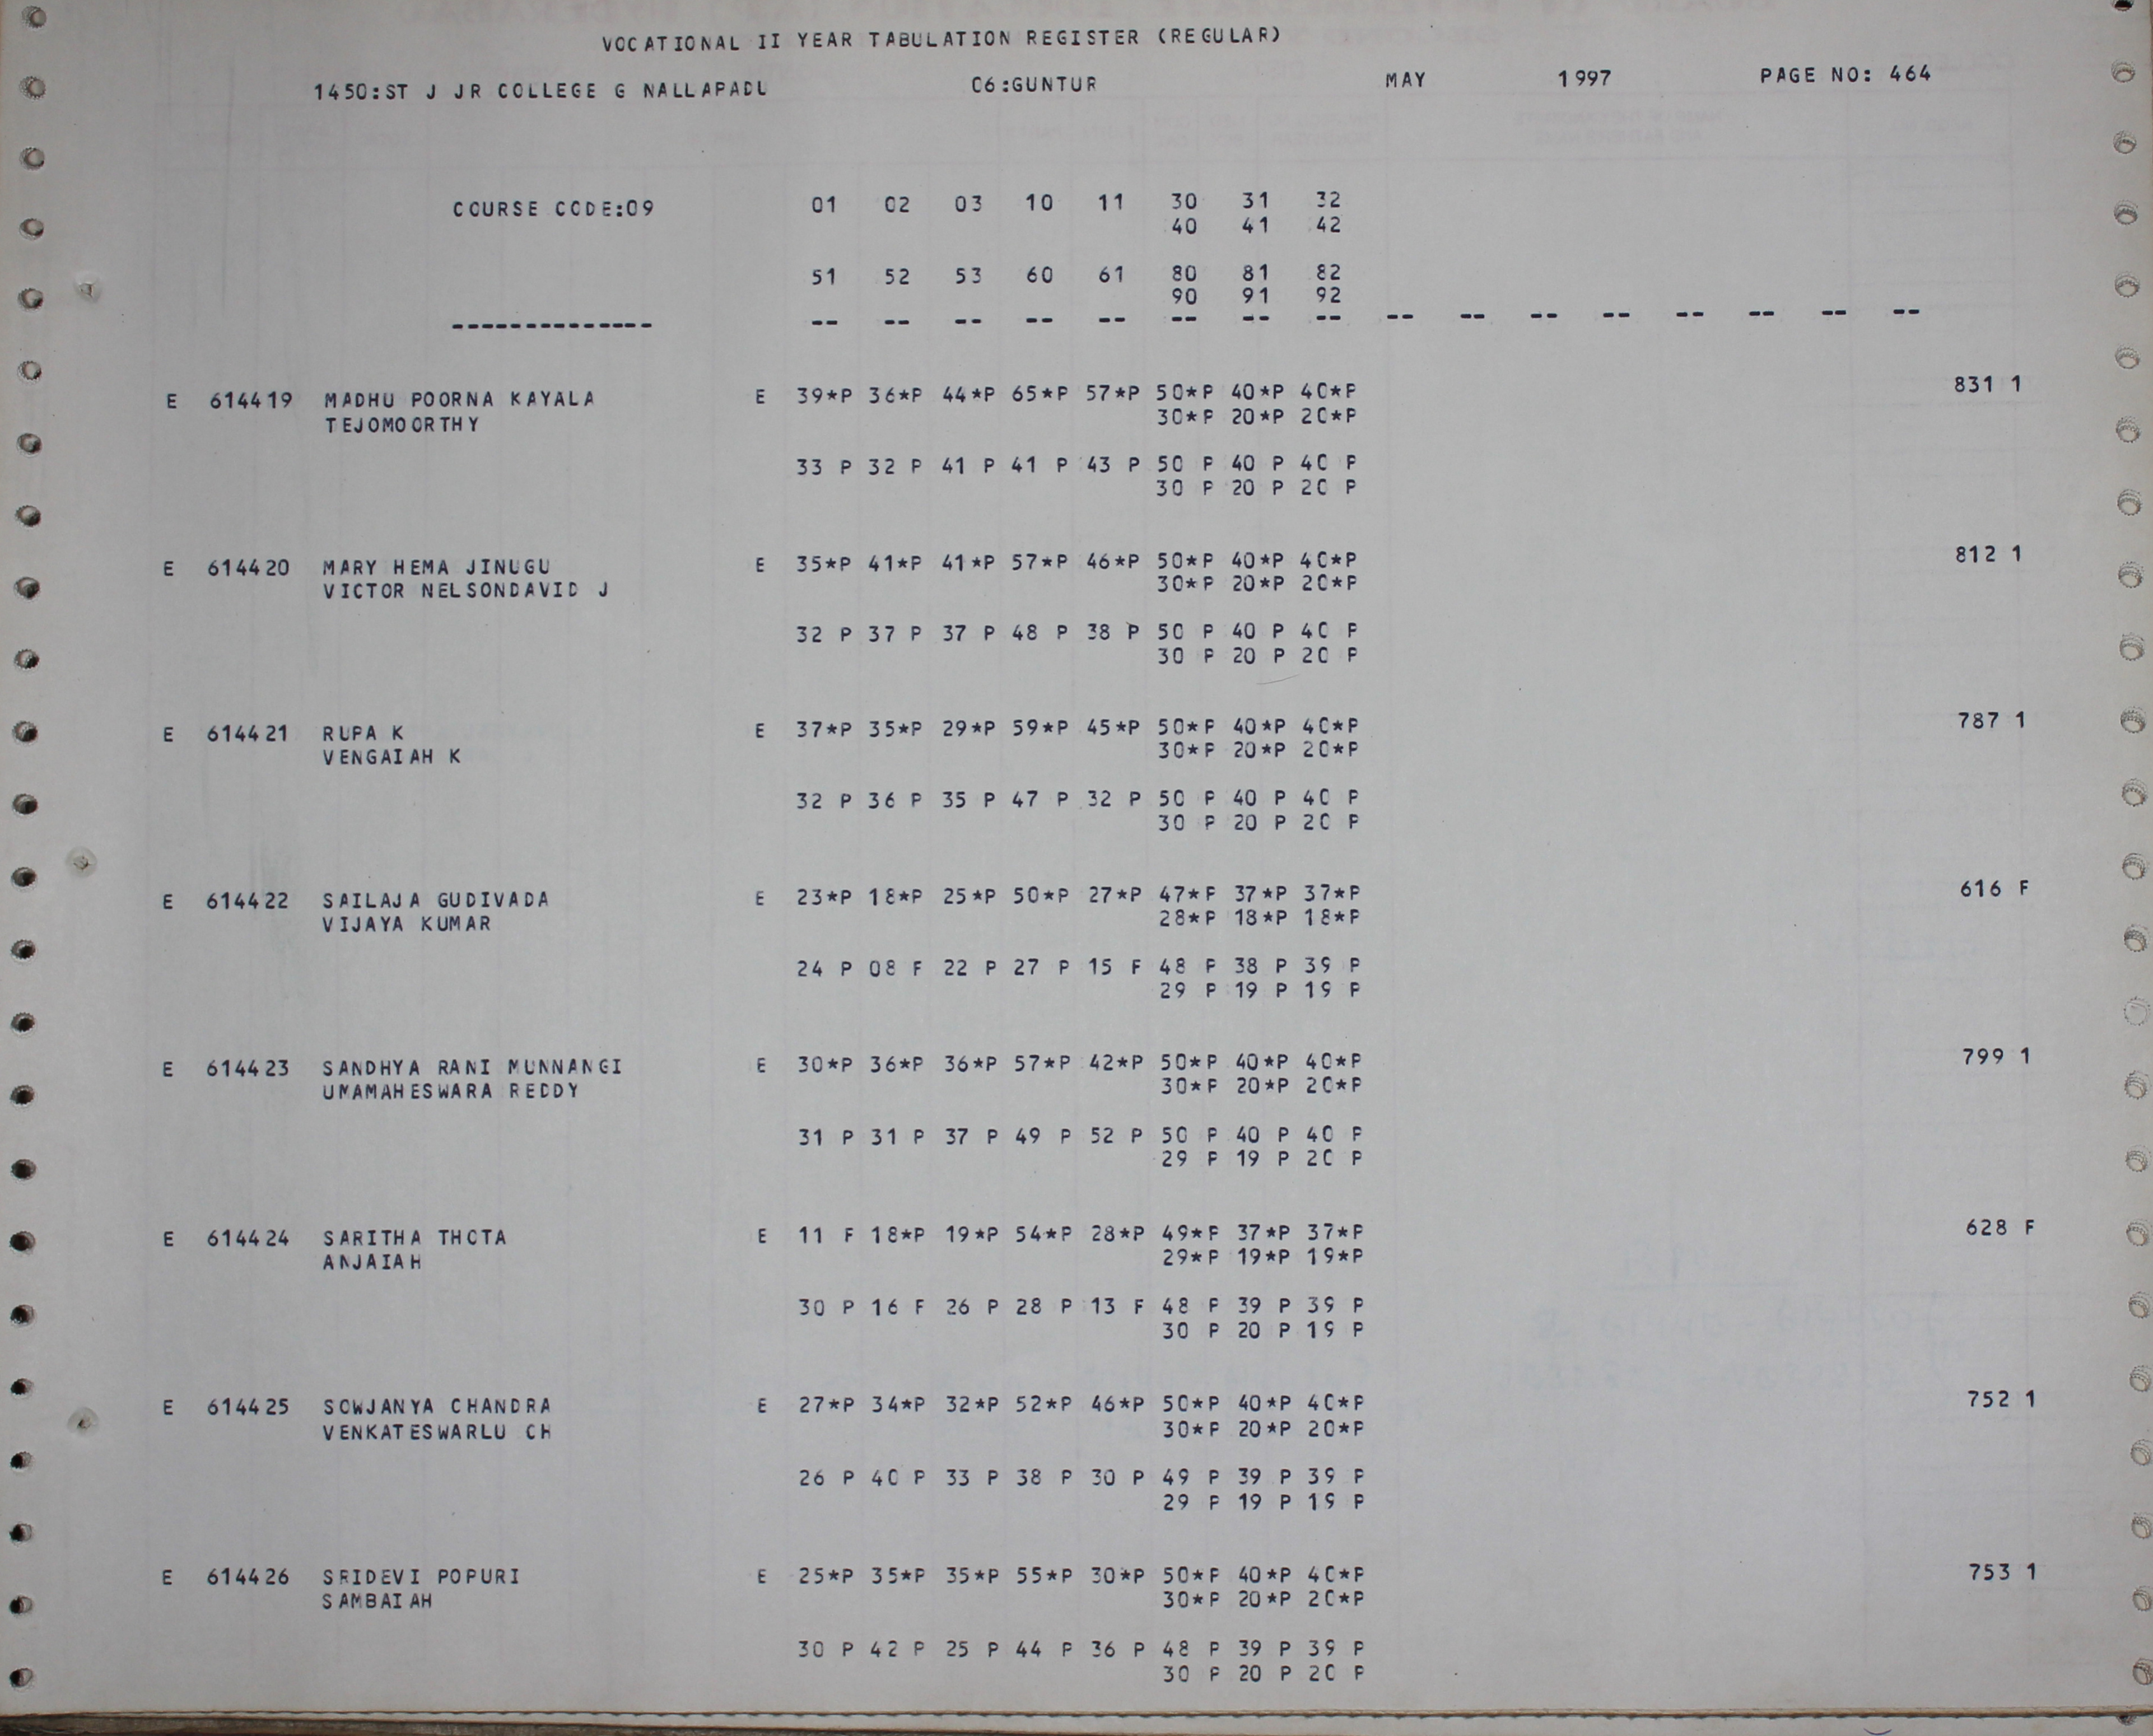 VOCATIONAL II YEAR TABULATION REGISTER (REGULAR)
1450:ST J JR COLLEGE G NALLAPADU 06:GUNTUR MAY 1997 PAGE NO: 464
COURSE CODE:09 01 02 03 10 11 30 31 32
40 41 42
51 52 53 60 61 80 81 82
90 91 92
-------------- -- -- -- -- -- -- -- -- -- -- -- -- -- -- -- --
E 614419 MADHU POORNA KAYALA E 39*P 36*P 44*P 65*P 57*P 50*P 40*P 40*P 831 1
TEJOMOORTHY 30*P 20*P 20*P
33 P 32 P 41 P 41 P 43 P 50 P 40 P 40 P
30 P 20 P 20 P
E 614420 MARY HEMA JINUGU E 35*P 41*P 41*P 57*P 46*P 50*P 40*P 40*P 812 1
VICTOR NELSONDAVID J 30*P 20*P 20*P
32 P 37 P 37 P 48 P 38 P 50 P 40 P 40 P
30 P 20 P 20 P
E 614421 RUPA K E 37*P 35*P 29*P 59*P 45*P 50*P 40*P 40*P 787 1
VENGAIAH K 30*P 20*P 20*P
32 P 36 P 35 P 47 P 32 P 50 P 40 P 40 P
30 P 20 P 20 P
E 614422 SAILAJA GUDIVADA E 23*P 18*P 25*P 50*P 27*P 47*P 37*P 37*P 616 F
VIJAYA KUMAR 28*P 18*P 18*P
24 P 08 F 22 P 27 P 15 F 48 P 38 P 39 P
29 P 19 P 19 P
E 614423 SANDHYA RANI MUNNANGI E 30*P 36*P 36*P 57*P 42*P 50*P 40*P 40*P 799 1
UMAMAHESWARA REDDY 30*P 20*P 20*P
31 P 31 P 37 P 49 P 52 P 50 P 40 P 40 P
29 P 19 P 20 P
E 614424 SARITHA THOTA E 11 F 18*P 19*P 54*P 28*P 49*P 37*P 37*P 628 F
ANJAIAH 29*P 19*P 19*P
30 P 16 F 26 P 28 P 13 F 48 P 39 P 39 P
30 P 20 P 19 P
E 614425 SOWJANYA CHANDRA E 27*P 34*P 32*P 52*P 46*P 50*P 40*P 40*P 752 1
VENKATESWARLU CH 30*P 20*P 20*P
26 P 40 P 33 P 38 P 30 P 49 P 39 P 39 P
29 P 19 P 19 P
E 614426 SRIDEVI POPURI E 25*P 35*P 35*P 55*P 30*P 50*P 40*P 40*P 753 1
SAMBAIAH 30*P 20*P 20*P
30 P 42 P 25 P 44 P 36 P 48 P 39 P 39 P
30 P 20 P 20 P